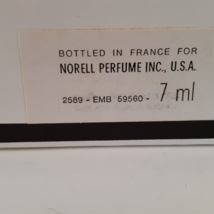 BOTTLED IN FRANCE FOR
NORELL PERFUME INC., U.S.A.
2589 - EMB 59560 - 7 ml